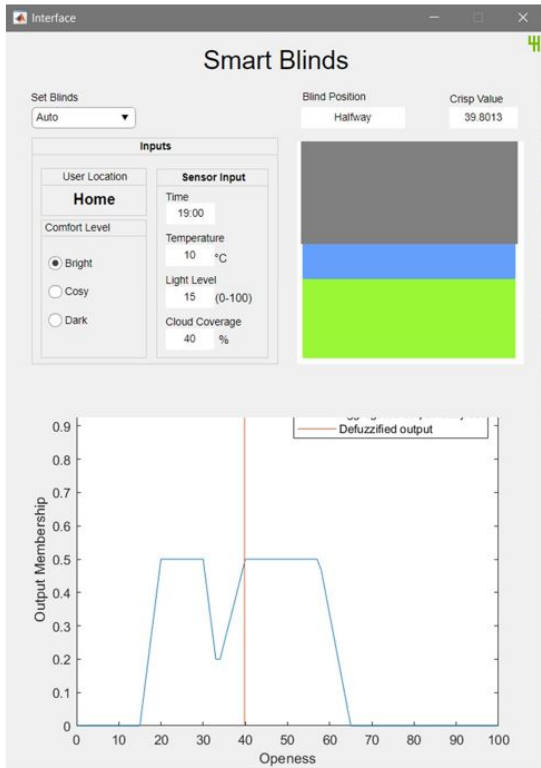 Interface
Smart Blinds
Set Blinds
Auto
Blind Position
Halfway
Crisp Value
39.8013
Inputs
User Location
Home
Comfort Level
Bright
Cosy
Dark
Sensor Input
Time
19:00
Temperature
10 °C
Light Level
15 (0-100)
Cloud Coverage
40 %
Defuzzified output
0.9
0.8
0.7
0.6
0.5
0.4
0.3
0.2
0.1
0
Output Membership
0 10 20 30 40 50 60 70 80 90 100
Openess